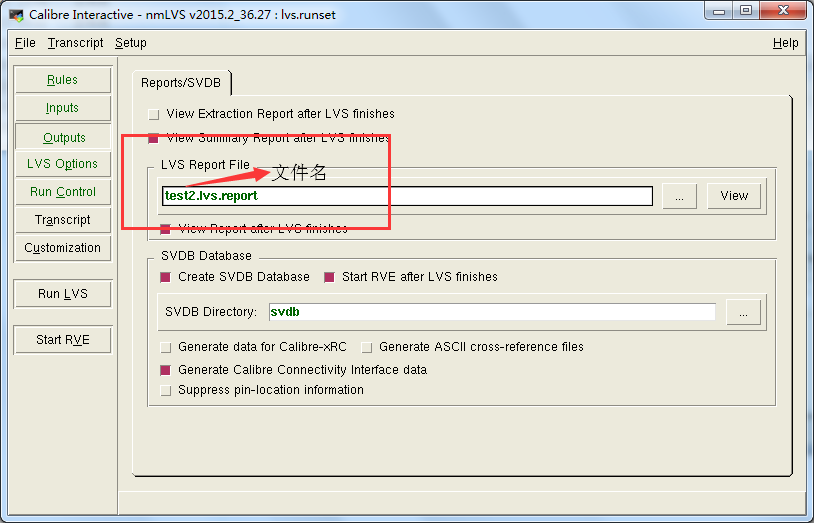 Calibre Interactive - nmLVS v2015.2_36.27 : lvs.runset
File Transcript Setup Help
Rules
Inputs
Outputs
LVS Options
Run Control
Transcript
Customization
Run LVS
Start RVE
Reports/SVDB
View Extraction Report after LVS finishes
View Summary Report after LVS finishes
LVS Report File
文件名
test2.lvs.report
... View
View Report after LVS finishes
SVDB Database
Create SVDB Database Start RVE after LVS finishes
SVDB Directory: svdb ...
Generate data for Calibre-xRC Generate ASCII cross-reference files
Generate Calibre Connectivity Interface data
Suppress pin-location information